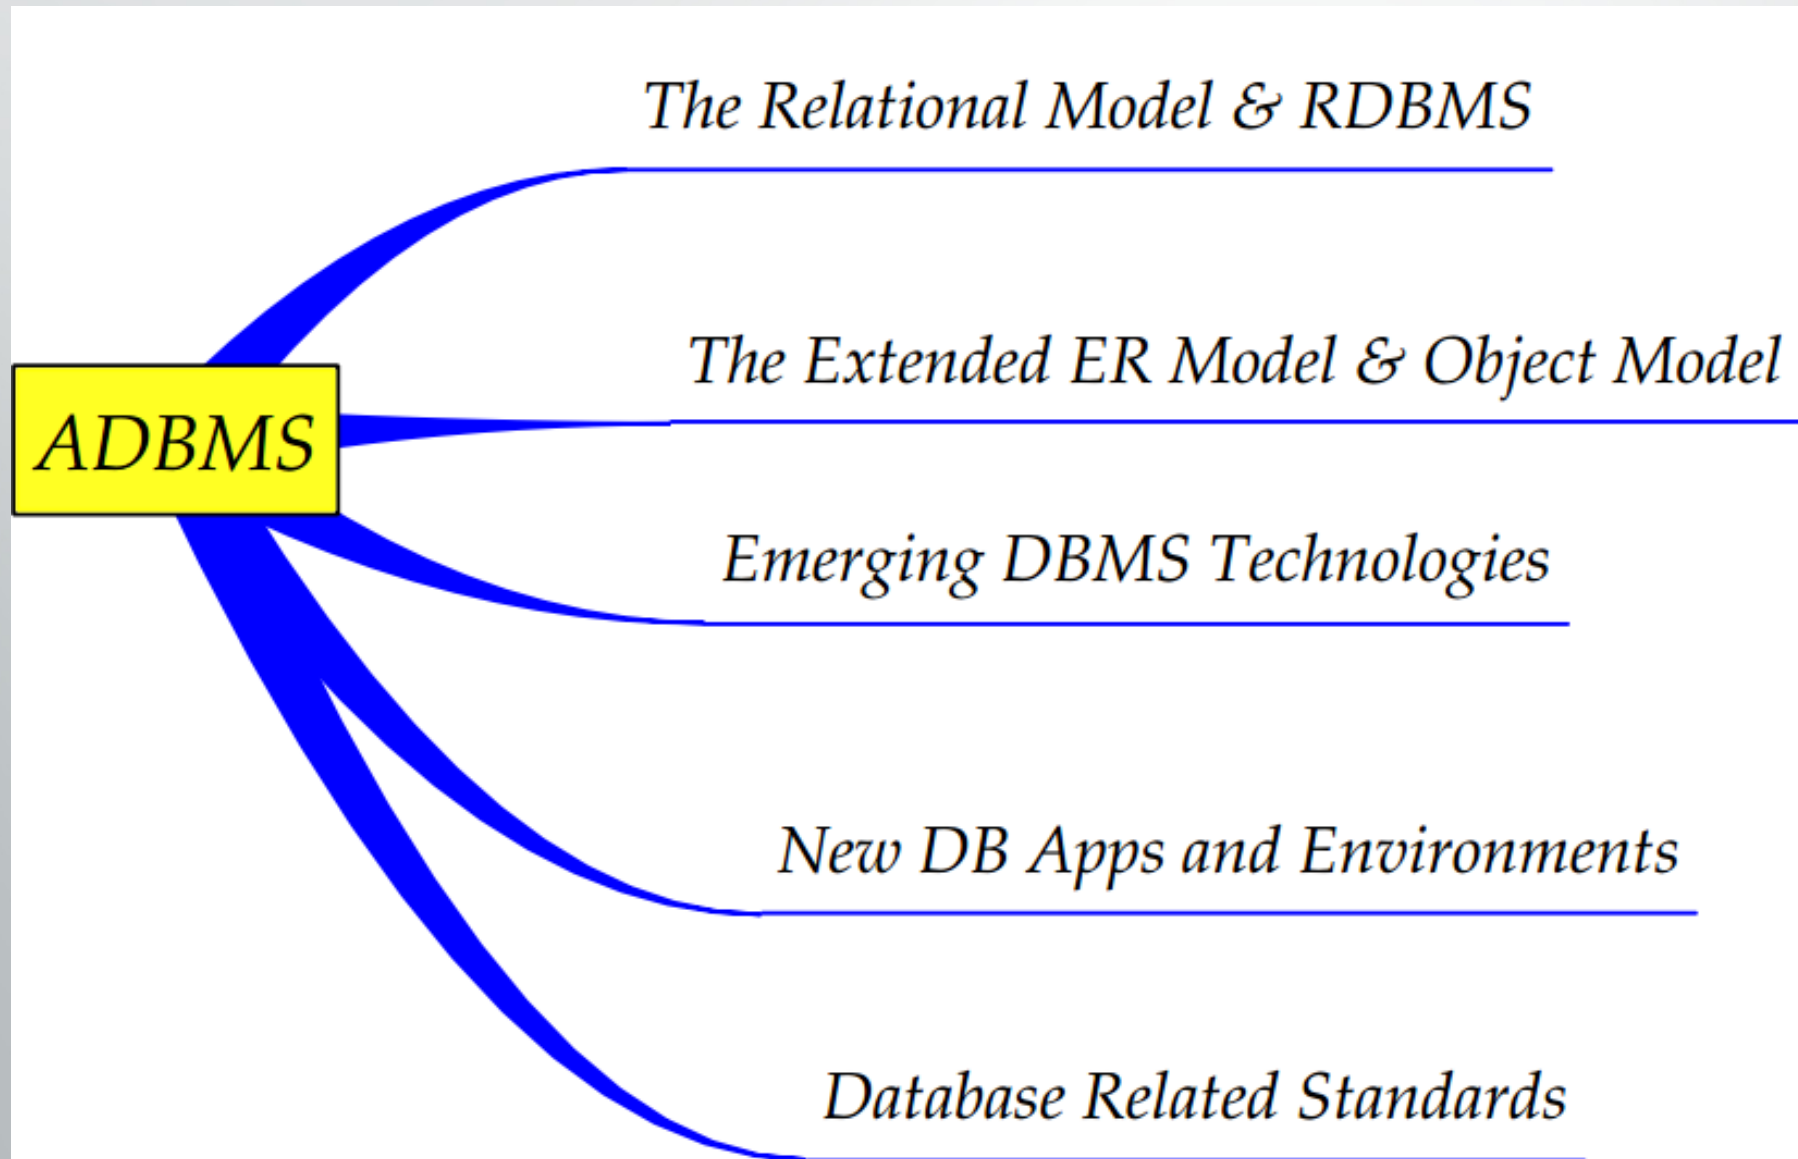 The Relational Model & RDBMS
The Extended ER Model & Object Model
ADBMS
Emerging DBMS Technologies
New DB Apps and Environments
Database Related Standards